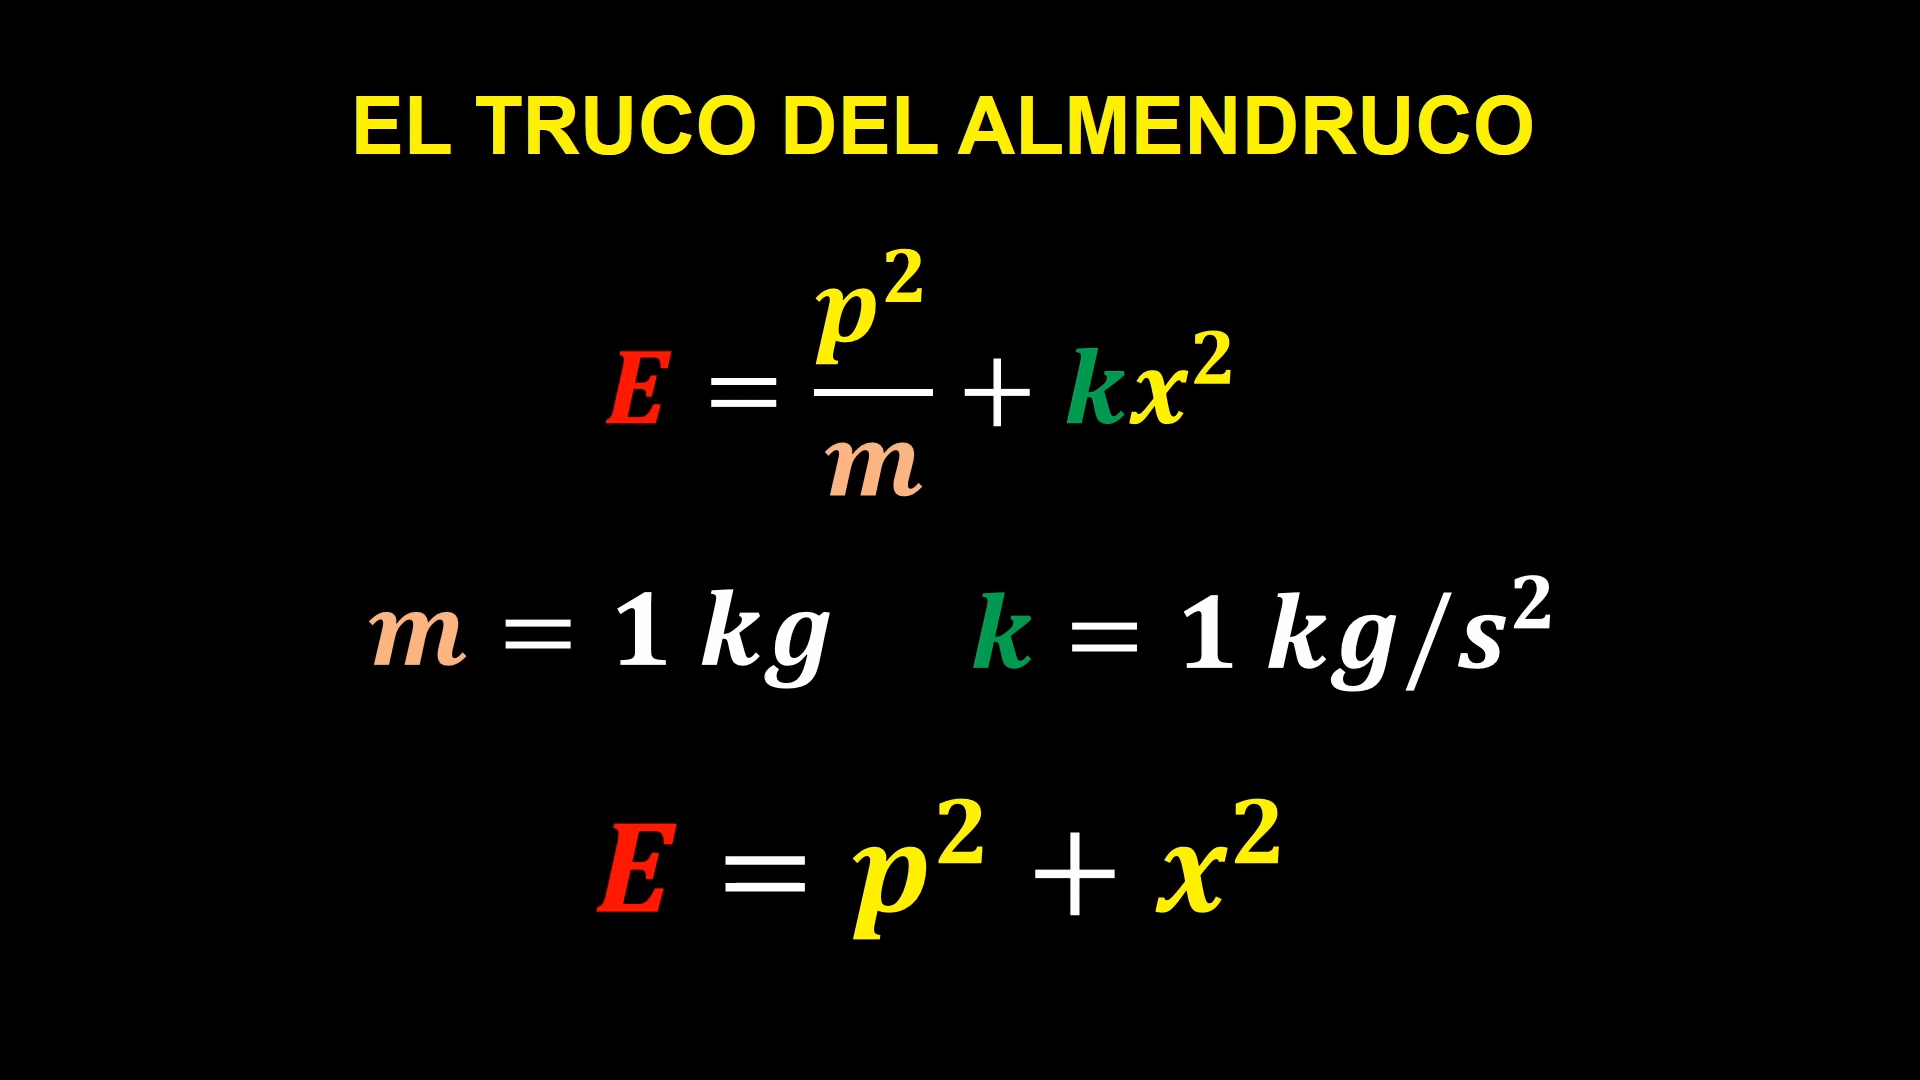 EL TRUCO DEL ALMENDRUCO
E = p²/m + kx²
m = 1 kg k = 1 kg/s²
E = p² + x²